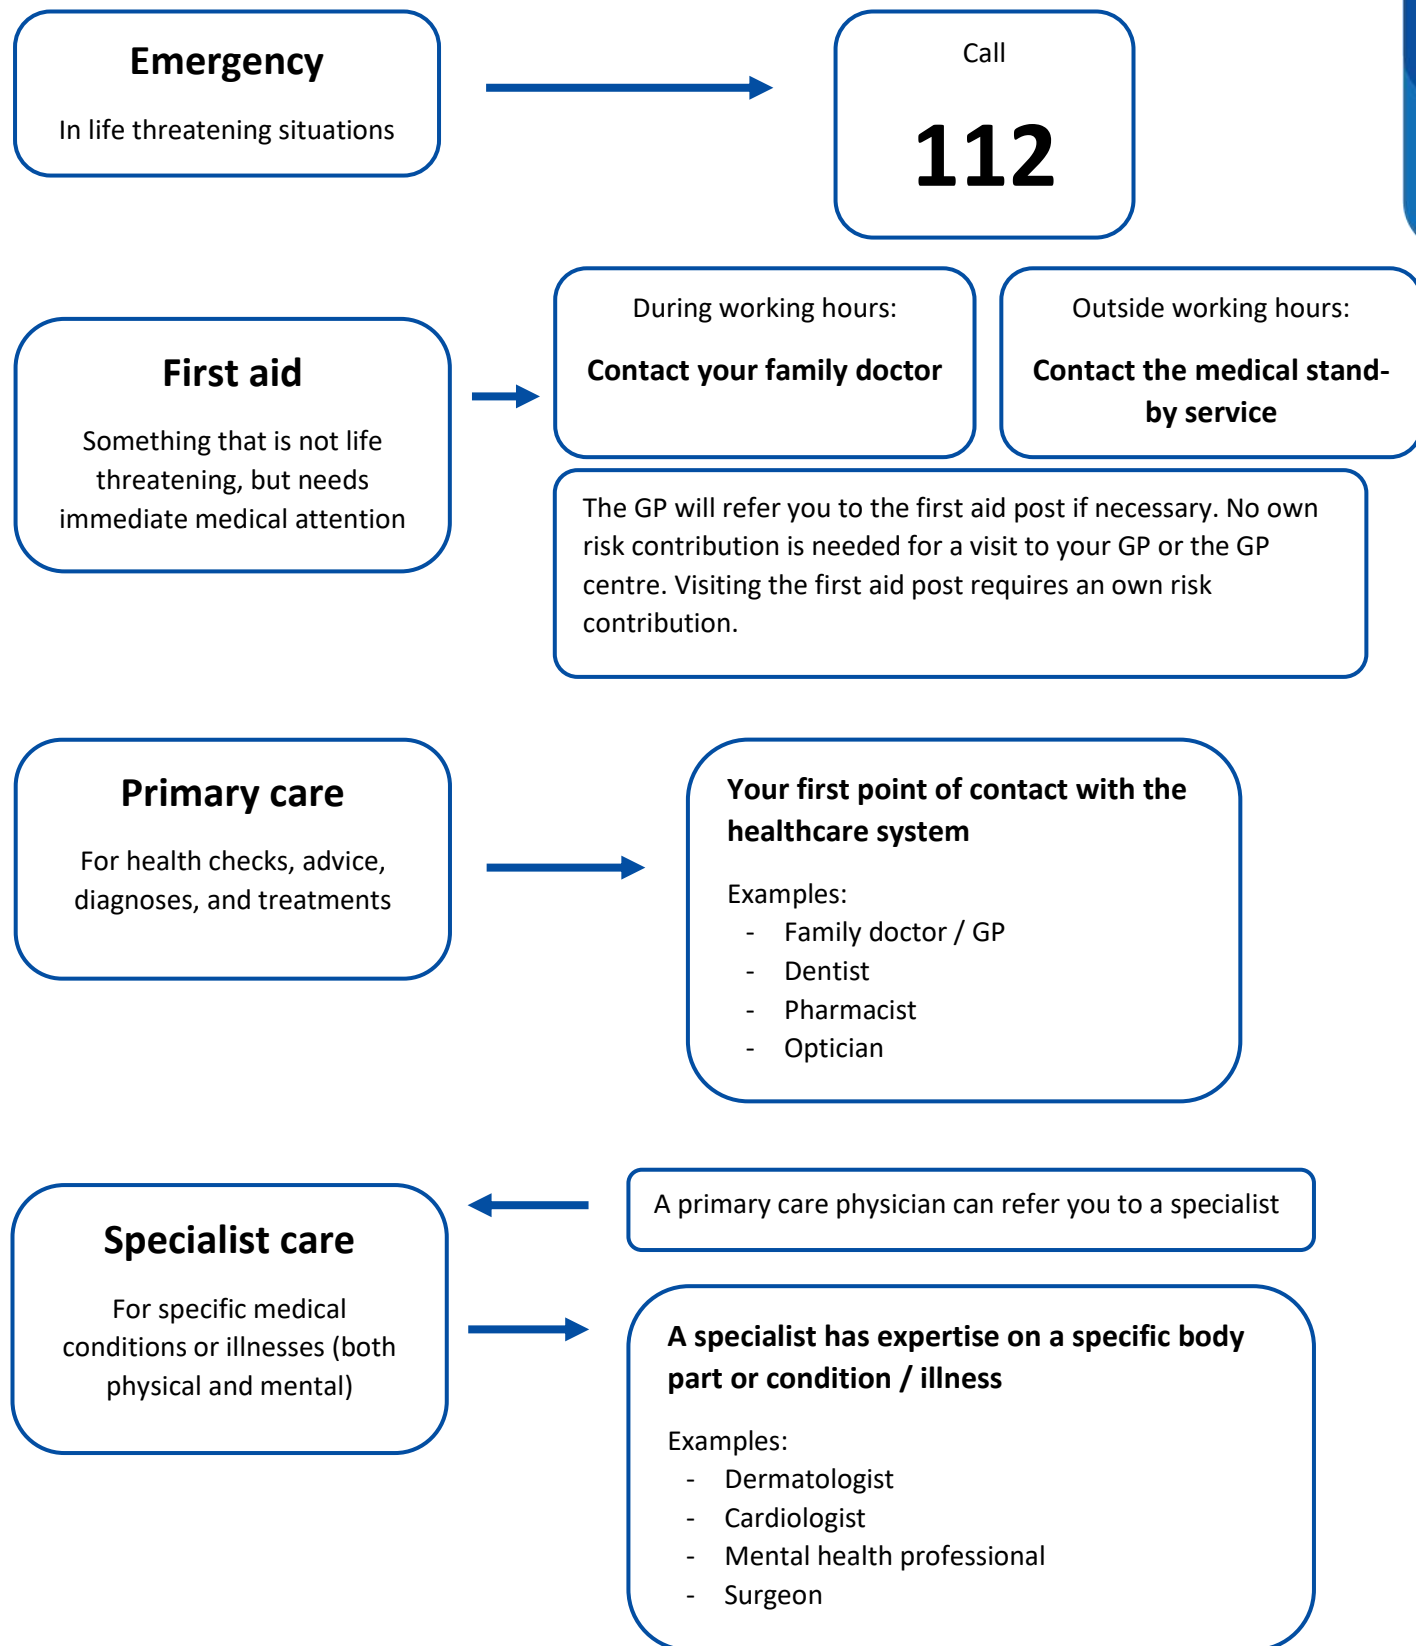 Emergency
In life threatening situations
Call
112
First aid
Something that is not life
threatening, but needs
immediate medical attention
During working hours:
Contact your family doctor
Outside working hours:
Contact the medical stand-
by service
The GP will refer you to the first aid post if necessary. No own
risk contribution is needed for a visit to your GP or the GP
centre. Visiting the first aid post requires an own risk
contribution.
Primary care
For health checks, advice,
diagnoses, and treatments
Your first point of contact with the
healthcare system
Examples:
- Family doctor / GP
- Dentist
- Pharmacist
- Optician
Specialist care
For specific medical
conditions or illnesses (both
physical and mental)
A primary care physician can refer you to a specialist
A specialist has expertise on a specific body
part or condition / illness
Examples:
- Dermatologist
- Cardiologist
- Mental health professional
- Surgeon